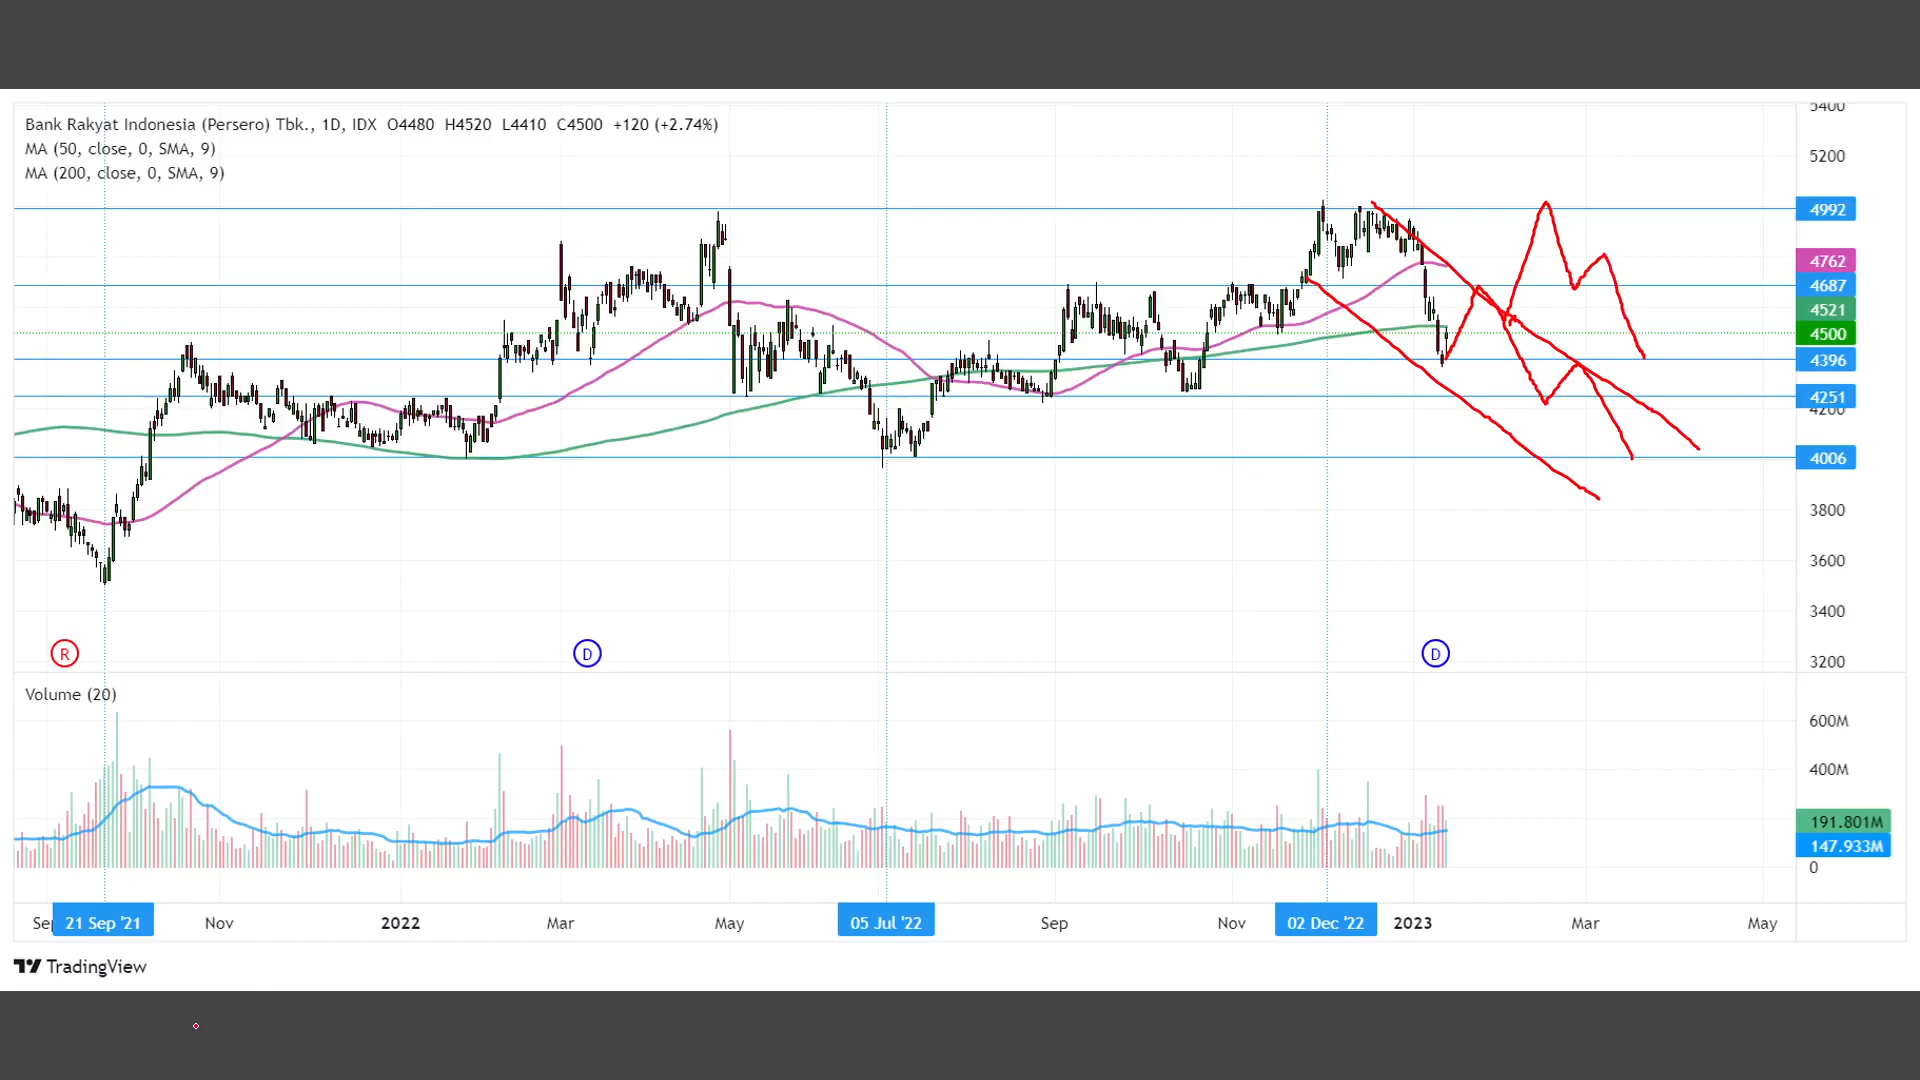 5400
Bank Rakyat Indonesia (Persero) Tbk., 1D, IDX O4480 H4520 L4410 C4500 +120 (+2.74%)
MA (50, close, 0, SMA, 9)
MA (200, close, 0, SMA, 9)
5200
4992
4762
4687
4521
4500
4396
4251
4200
4006
3800
3600
3400
3200
R
D
D
Volume (20)
600M
400M
191.801M
147.933M
0
Sep 21 Sep '21 Nov 2022 Mar May 05 Jul '22 Sep Nov 02 Dec '22 2023 Mar May
TradingView